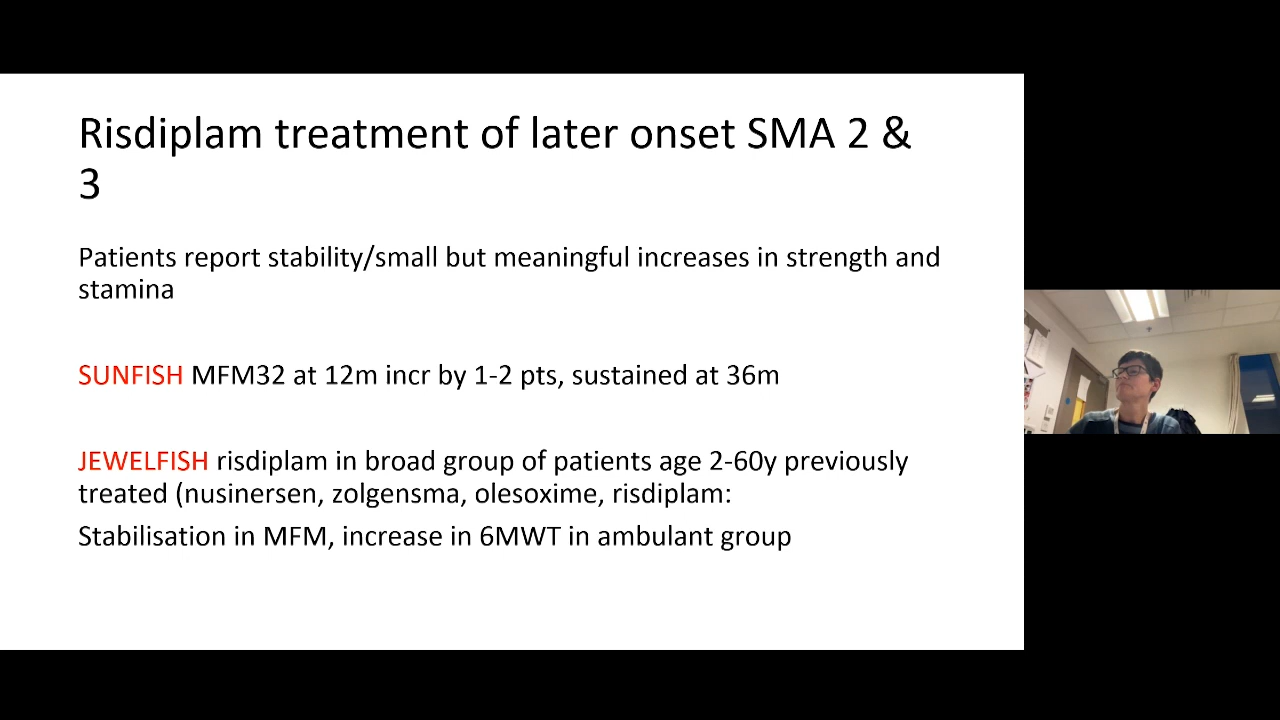 Risdiplam treatment of later onset SMA 2 &
3
Patients report stability/small but meaningful increases in strength and
stamina
SUNFISH MFM32 at 12m incr by 1-2 pts, sustained at 36m
JEWELFISH risdiplam in broad group of patients age 2-60y previously
treated (nusinersen, zolgensma, olesoxime, risdiplam:
Stabilisation in MFM, increase in 6MWT in ambulant group